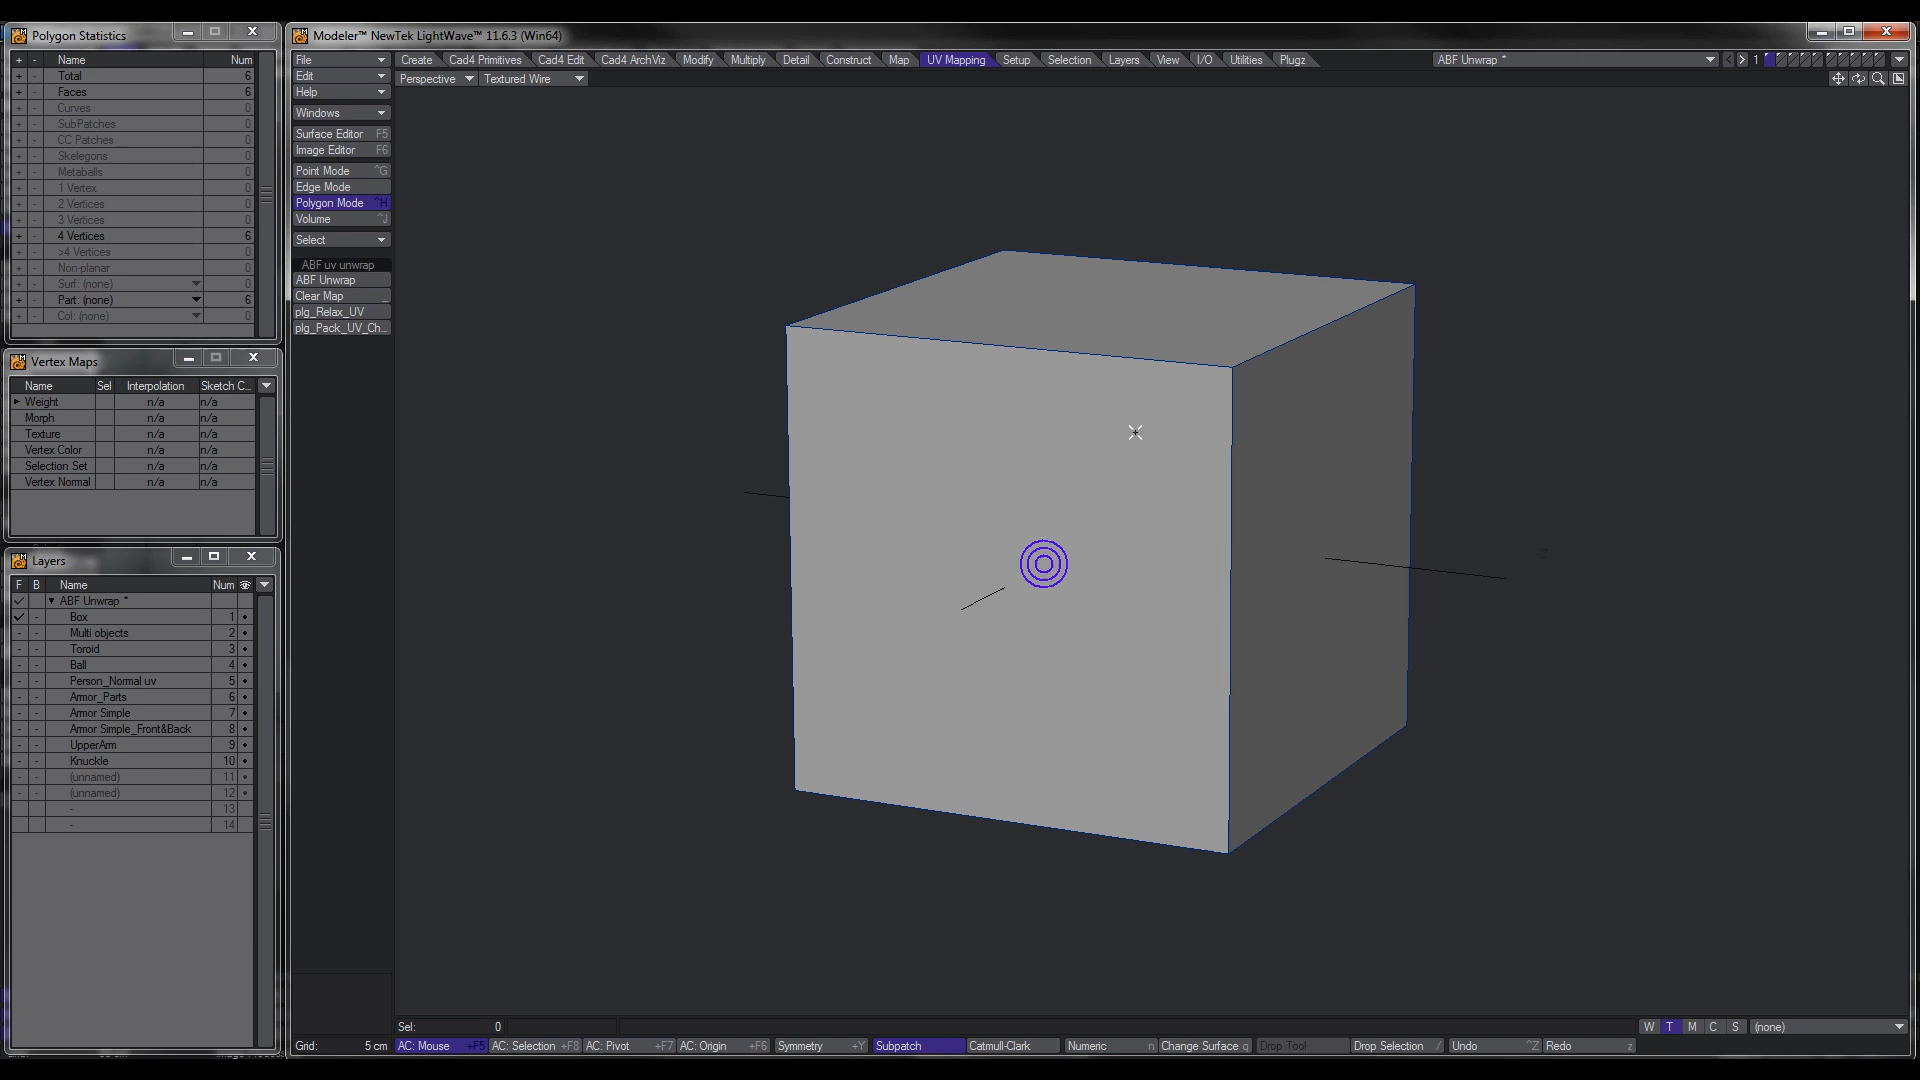 Polygon Statistics
+ - Name Num
+ - Total 6
+ - Faces 6
+ - Curves 0
+ - SubPatches 0
+ - CC Patches 0
+ - Skelegons 0
+ - Metaballs 0
+ - 1 Vertex 0
+ - 2 Vertices 0
+ - 3 Vertices 0
+ - 4 Vertices 6
+ - >4 Vertices 0
+ - Non-planar 0
+ - Surf: (none) 0
+ - Part: (none) 6
+ - Col: (none) 0
Vertex Maps
Name Sel Interpolation Sketch C...
Weight n/a n/a
Morph n/a n/a
Texture n/a n/a
Vertex Color n/a n/a
Selection Set n/a n/a
Vertex Normal n/a n/a
Layers
F B Name Num
ABF Unwrap *
Box 1
Multi objects 2
Toroid 3
Ball 4
Person_Normal uv 5
Armor_Parts 6
Armor Simple 7
Armor Simple_Front&Back 8
UpperArm 9
Knuckle 10
(unnamed) 11
(unnamed) 12
- 13
- 14
Modeler™ NewTek LightWave™ 11.6.3 (Win64)
File
Edit
Help
Windows
Surface Editor F5
Image Editor F6
Point Mode ^G
Edge Mode
Polygon Mode ^H
Volume ^J
Select
ABF uv unwrap
ABF Unwrap
Clear Map _
plg_Relax_UV
plg_Pack_UV_Ch...
Create Cad4 Primitives Cad4 Edit Cad4 ArchViz Modify Multiply Detail Construct Map UV Mapping Setup Selection Layers View I/O Utilities Plugz ABF Unwrap * 1
Perspective Textured Wire
Sel: 0 W T M C S (none)
Grid: 5 cm AC: Mouse +F5 AC: Selection +F8 AC: Pivot +F7 AC: Origin +F6 Symmetry +Y Subpatch Catmull-Clark Numeric n Change Surface q Drop Tool Drop Selection / Undo ^Z Redo z